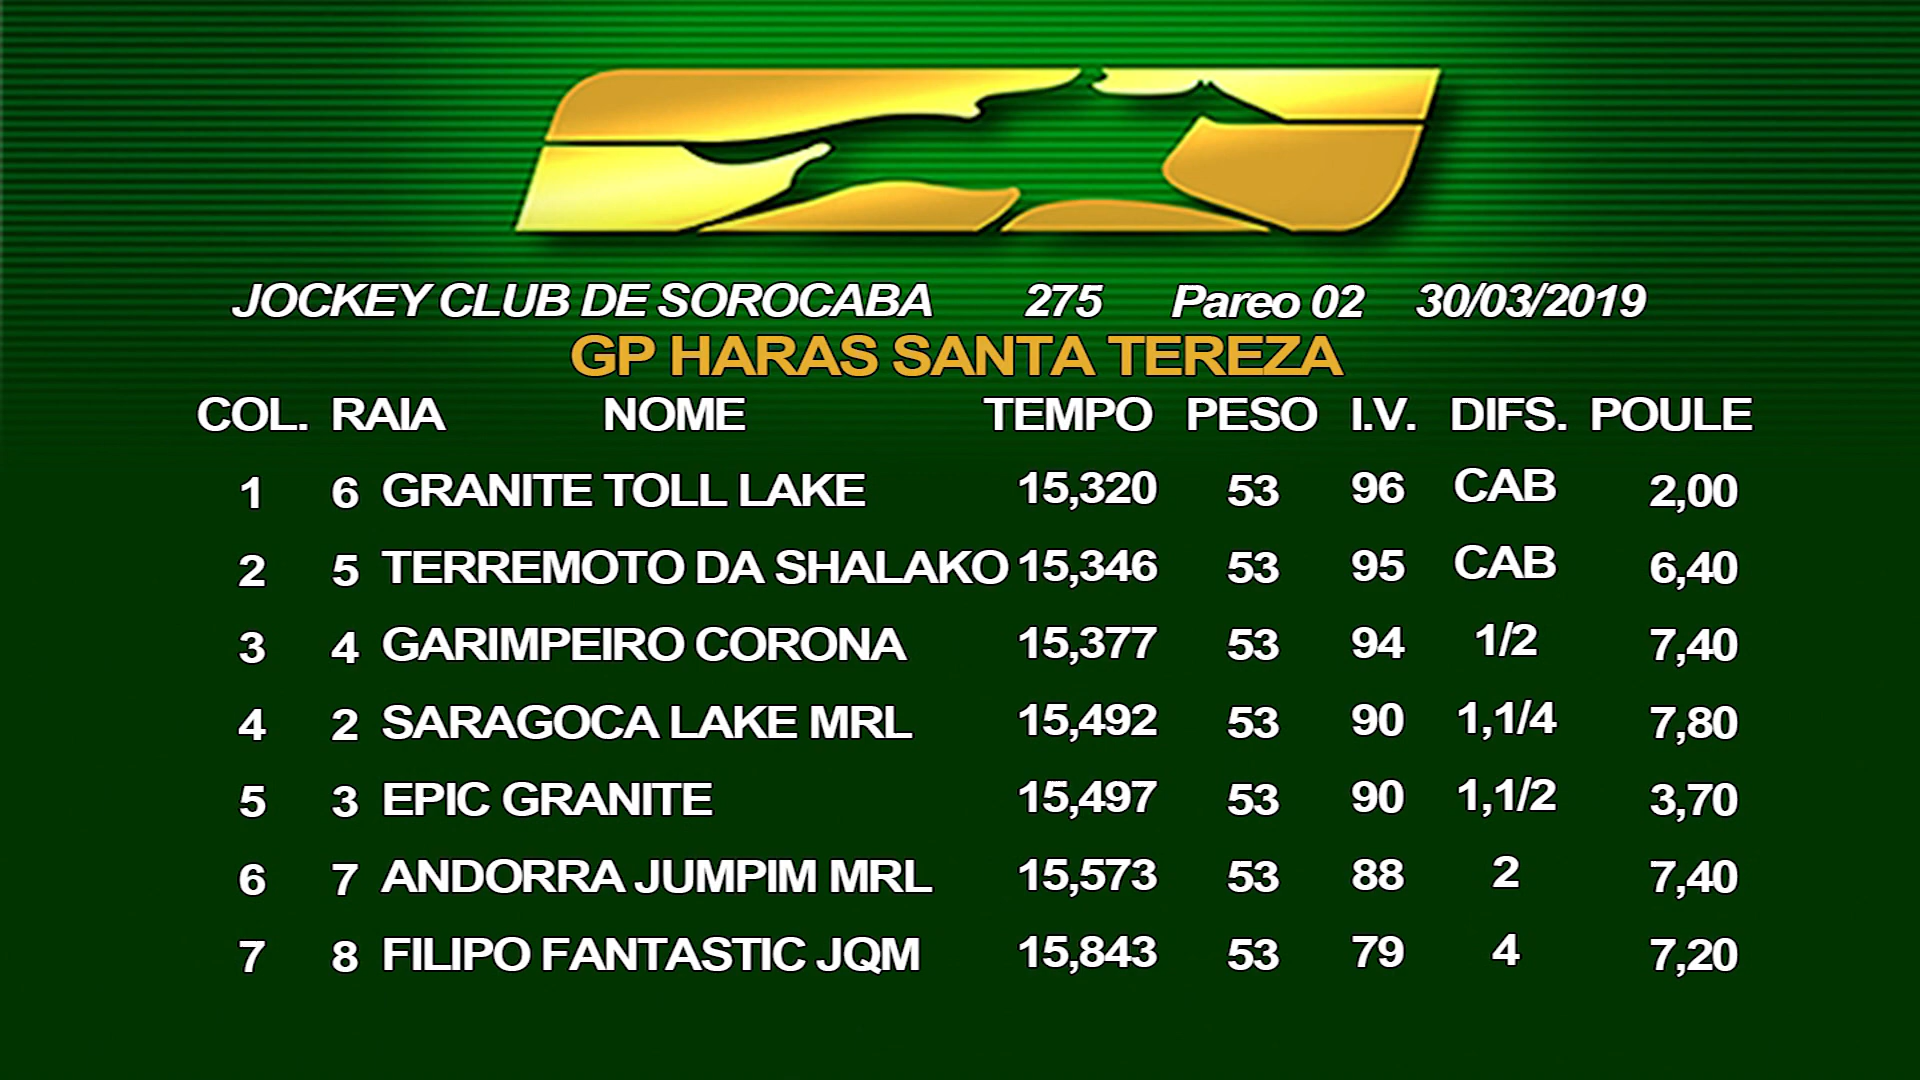 JOCKEY CLUB DE SOROCABA 275 Pareo 02 30/03/2019
GP HARAS SANTA TEREZA
COL. RAIA NOME TEMPO PESO I.V. DIFS. POULE
1 6 GRANITE TOLL LAKE 15,320 53 96 CAB 2,00
2 5 TERREMOTO DA SHALAKO 15,346 53 95 CAB 6,40
3 4 GARIMPEIRO CORONA 15,377 53 94 1/2 7,40
4 2 SARAGOCA LAKE MRL 15,492 53 90 1,1/4 7,80
5 3 EPIC GRANITE 15,497 53 90 1,1/2 3,70
6 7 ANDORRA JUMPIM MRL 15,573 53 88 2 7,40
7 8 FILIPO FANTASTIC JQM 15,843 53 79 4 7,20